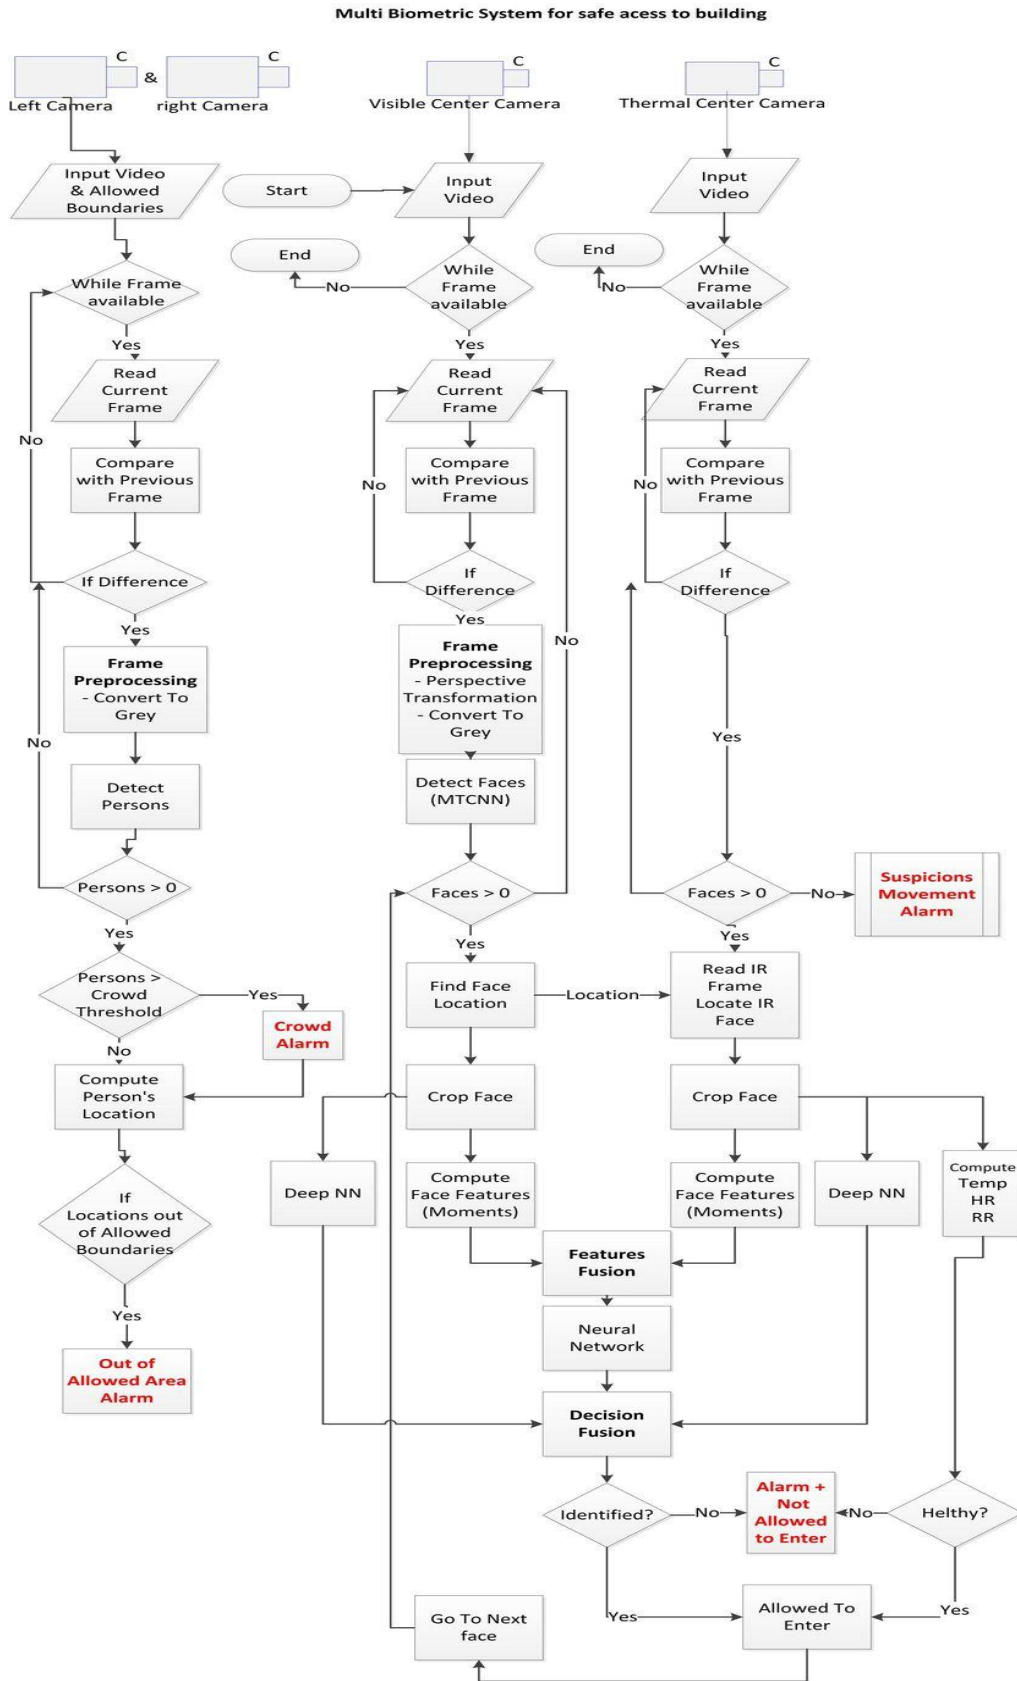 Multi Biometric System for safe acess to building
C
&
C
C
C
Left Camera
right Camera
Visible Center Camera
Thermal Center Camera
Input Video
& Allowed
Boundaries
While Frame
available
Yes
Read
Current
Frame
No
Compare
with Previous
Frame
If Difference
Yes
Frame
Preprocessing
- Convert To
Grey
No
Detect
Persons
Persons > 0
Yes
Persons >
Crowd
Threshold
Yes
Crowd
Alarm
No
Compute
Person's
Location
If
Locations out
of Allowed
Boundaries
Yes
Out of
Allowed Area
Alarm
Start
Input
Video
End
No
While
Frame
available
Yes
Read
Current
Frame
No
Compare
with Previous
Frame
If
Difference
Yes
No
Frame
Preprocessing
- Perspective
Transformation
- Convert To
Grey
Detect Faces
(MTCNN)
Faces > 0
Yes
Find Face
Location
Location
Crop Face
Deep NN
Compute
Face Features
(Moments)
Input
Video
End
No
While
Frame
available
Yes
Read
Current
Frame
No
Compare
with Previous
Frame
If
Difference
Yes
Faces > 0
No
Suspicions
Movement
Alarm
Yes
Read IR
Frame
Locate IR
Face
Crop Face
Compute
Face Features
(Moments)
Deep NN
Compute
Temp
HR
RR
Features
Fusion
Neural
Network
Decision
Fusion
Identified?
No
Alarm +
Not
Allowed
to Enter
No
Helthy?
Yes
Allowed To
Enter
Yes
Go To Next
face